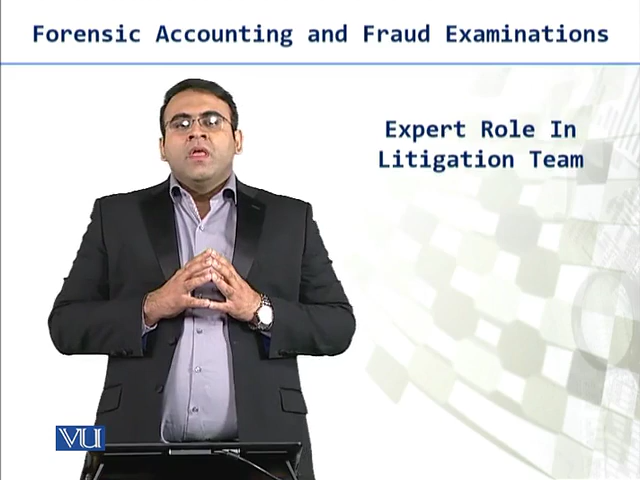 Forensic Accounting and Fraud Examinations
Expert Role In
Litigation Team
VU